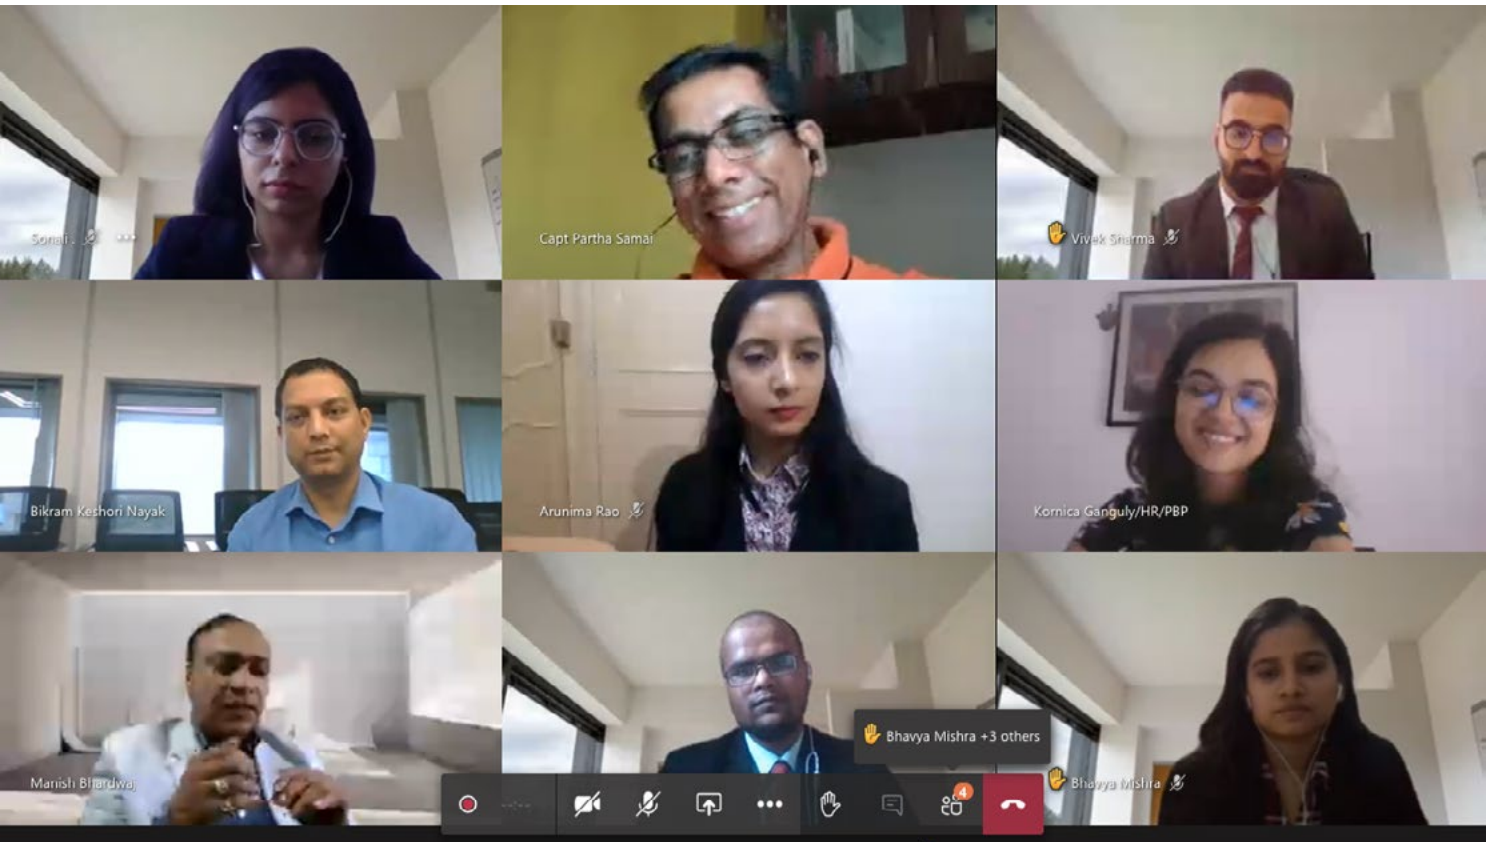 Sonali .
Capt Partha Samai
Vivek Sharma
Bikram Keshori Nayak
Arunima Rao
Kornica Ganguly/HR/PBP
Manish Bhardwaj
Bhavya Mishra +3 others
Bhavya Mishra
4